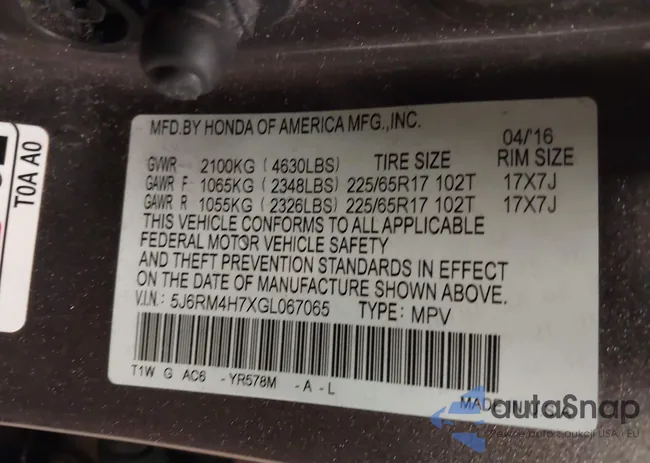 MFD.BY HONDA OF AMERICA MFG.,INC. 04/'16
GVWR 2100KG ( 4630LBS) TIRE SIZE RIM SIZE
GAWR F 1065KG ( 2348LBS) 225/65R17 102T 17X7J
GAWR R 1055KG ( 2326LBS) 225/65R17 102T 17X7J
THIS VEHICLE CONFORMS TO ALL APPLICABLE
FEDERAL MOTOR VEHICLE SAFETY
AND THEFT PREVENTION STANDARDS IN EFFECT
ON THE DATE OF MANUFACTURE SHOWN ABOVE.
V.I.N.: 5J6RM4H7XGL067065 TYPE: MPV
T1W G AC6 -YR578M -A-L
MADE
T0A A0
autoSnap